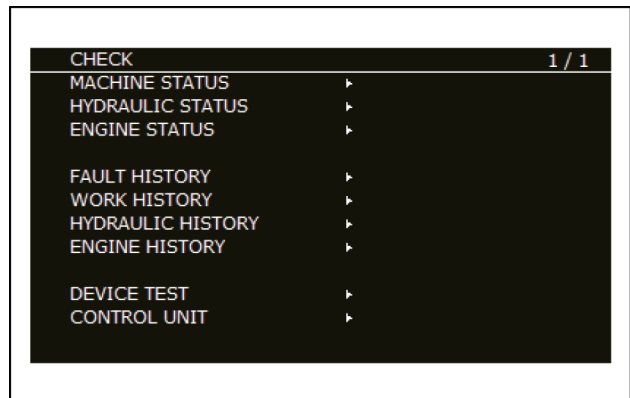 CHECK 1 / 1
MACHINE STATUS
HYDRAULIC STATUS
ENGINE STATUS
FAULT HISTORY
WORK HISTORY
HYDRAULIC HISTORY
ENGINE HISTORY
DEVICE TEST
CONTROL UNIT